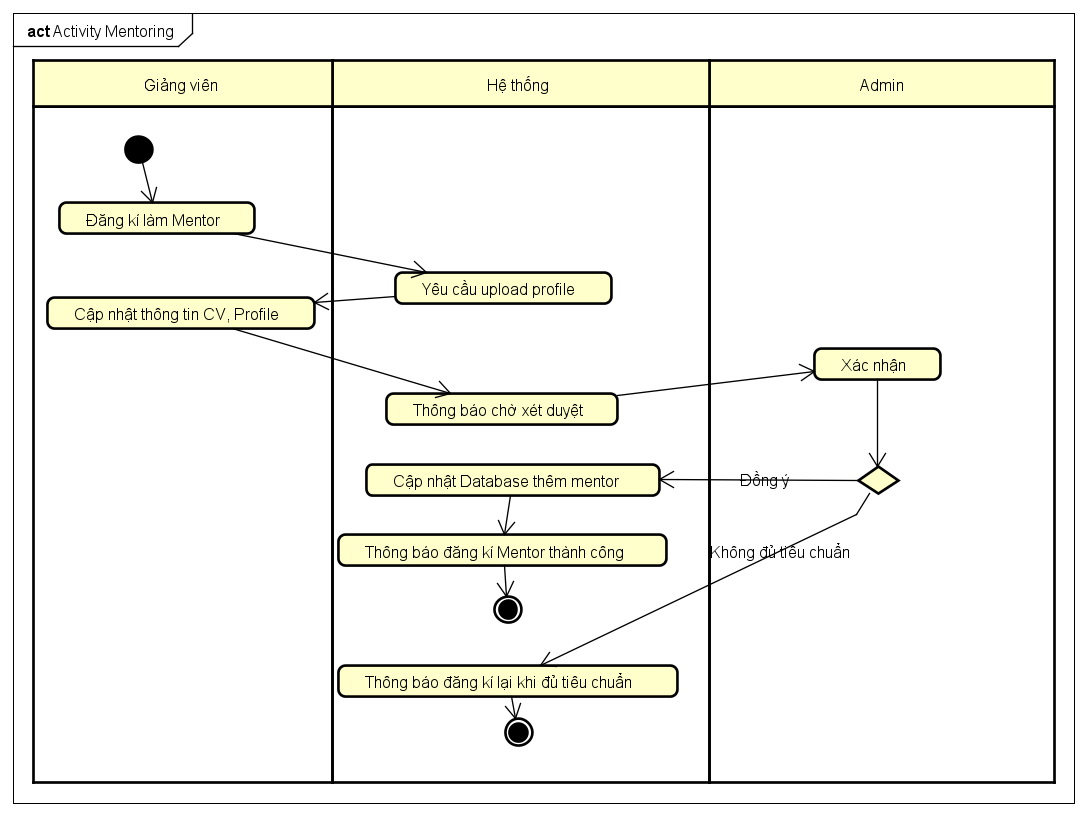 act Activity Mentoring
Giảng viên
Hệ thống
Admin
Đăng kí làm Mentor
Yêu cầu upload profile
Cập nhật thông tin CV, Profile
Xác nhận
Thông báo chờ xét duyệt
Cập nhật Database thêm mentor
Đồng ý
Thông báo đăng kí Mentor thành công
Không đủ tiêu chuẩn
Thông báo đăng kí lại khi đủ tiêu chuẩn